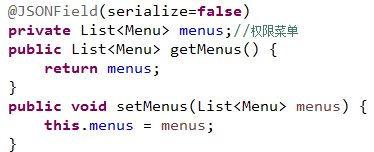 @JSONField(serialize=false)
private List<Menu> menus;//权限菜单
public List<Menu> getMenus() {
    return menus;
}
public void setMenus(List<Menu> menus) {
    this.menus = menus;
}